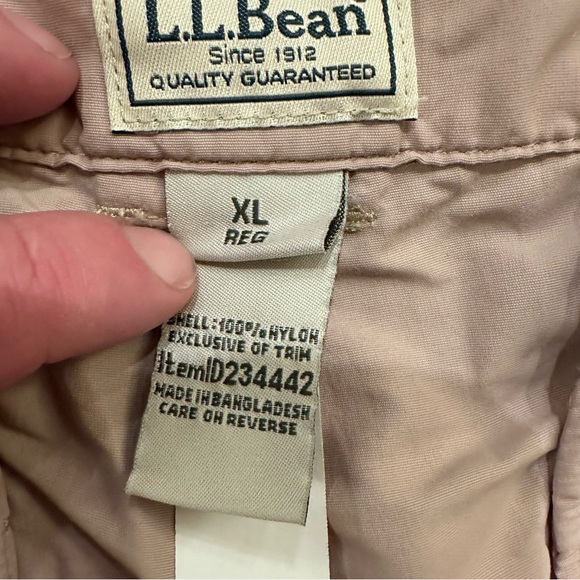 L.L.Bean
Since 1912
QUALITY GUARANTEED
XL
REG
SHELL:100% NYLON
EXCLUSIVE OF TRIM
ItemID234442
MADE IN BANGLADESH
CARE ON REVERSE